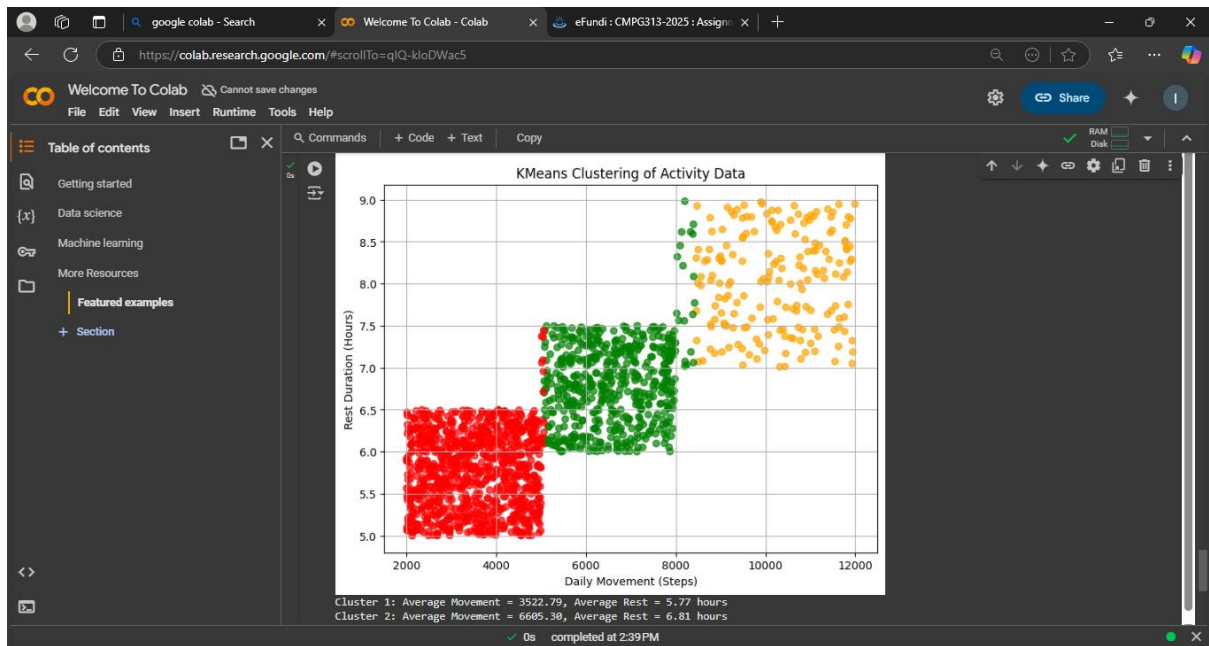 google colab - Search
Welcome To Colab - Colab
eFundi : CMPG313-2025 : Assignn
https://colab.research.google.com/#scrollTo=qIQ-kloDWac5
Welcome To Colab
Cannot save changes
File Edit View Insert Runtime Tools Help
Share
I
Table of contents
Commands
+ Code + Text
Copy
RAM
Disk
Getting started
Data science
Machine learning
More Resources
Featured examples
+ Section
{x}
0s
KMeans Clustering of Activity Data
Rest Duration (Hours)
9.0
8.5
8.0
7.5
7.0
6.5
6.0
5.5
5.0
2000 4000 6000 8000 10000 12000
Daily Movement (Steps)
Cluster 1: Average Movement = 3522.79, Average Rest = 5.77 hours
Cluster 2: Average Movement = 6605.30, Average Rest = 6.81 hours
0s completed at 2:39 PM